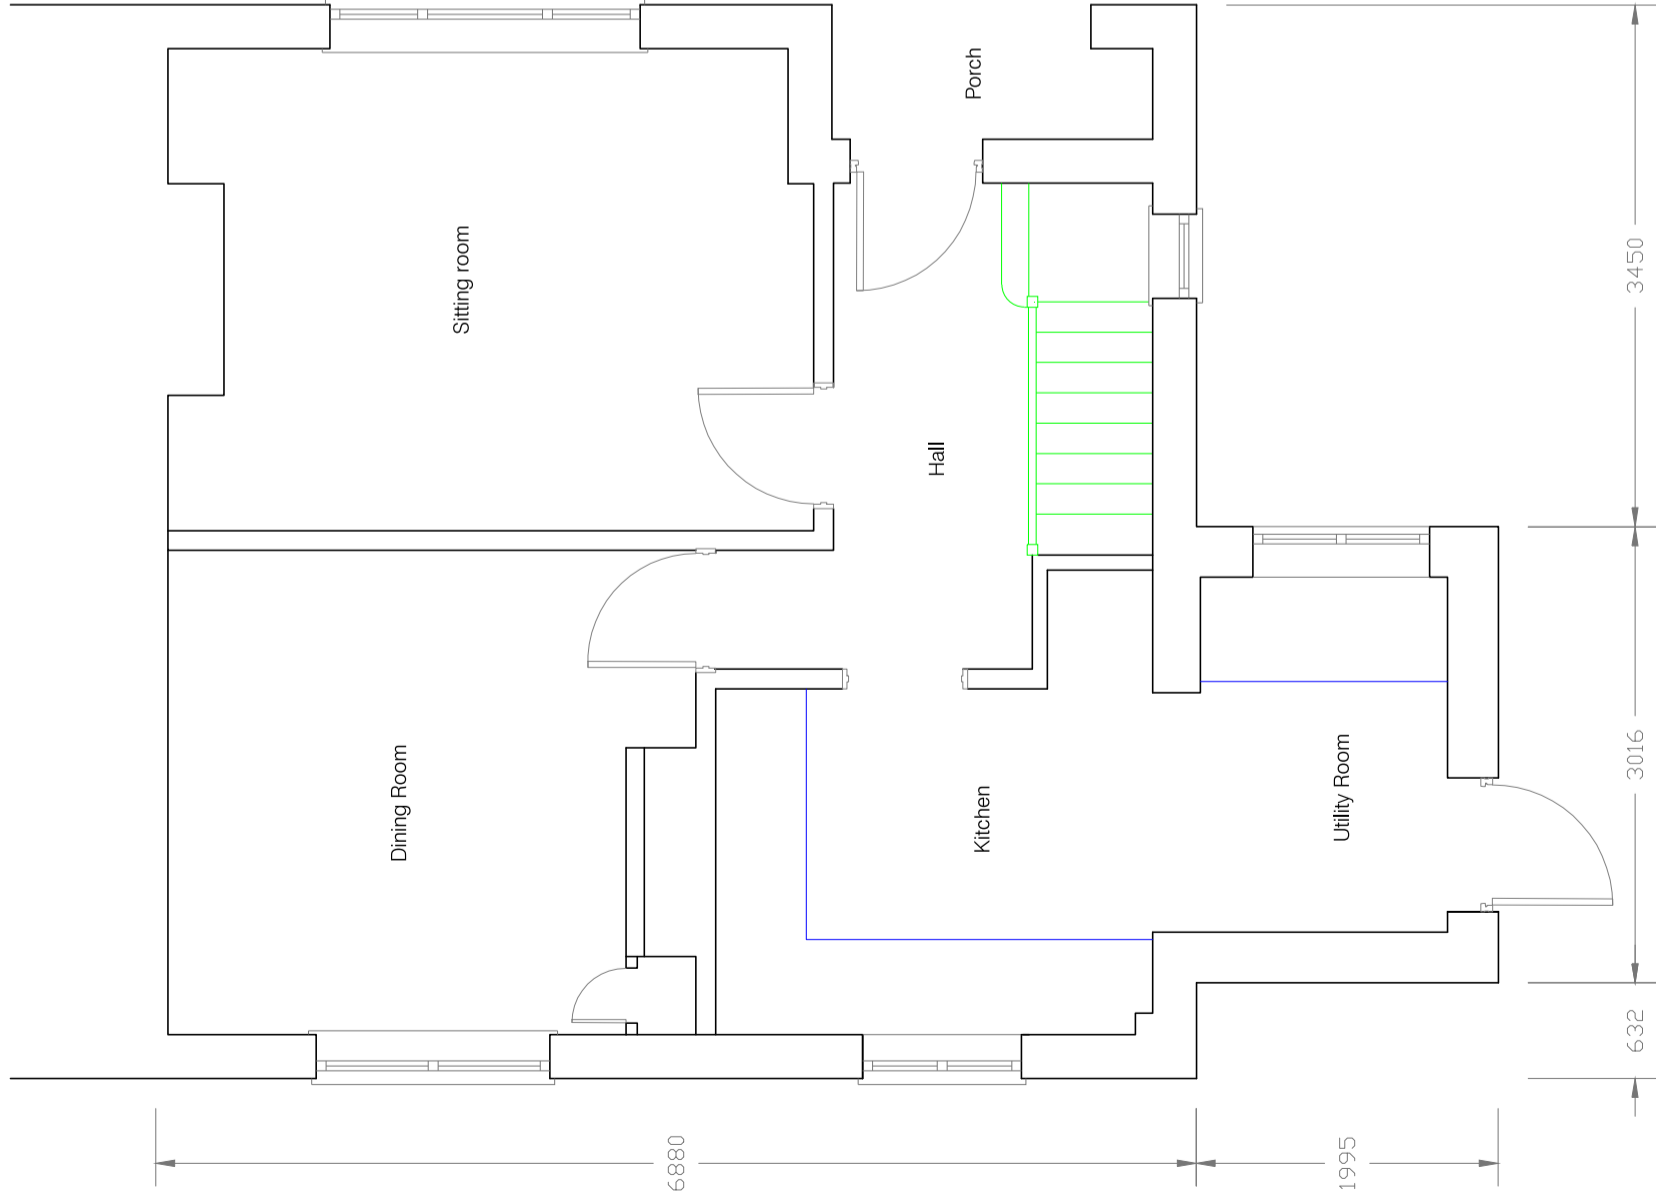 Porch
Sitting room
Hall
Dining Room
Kitchen
Utility Room
3450
3016
632
6880
1995